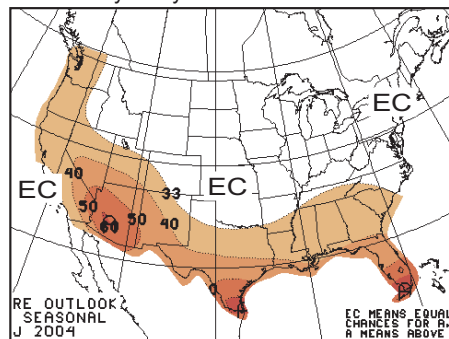 EC
EC
EC
40
33
50
50
40
60
RE OUTLOOK
SEASONAL
J 2004
EC MEANS EQUAL
CHANCES FOR A,
A MEANS ABOVE